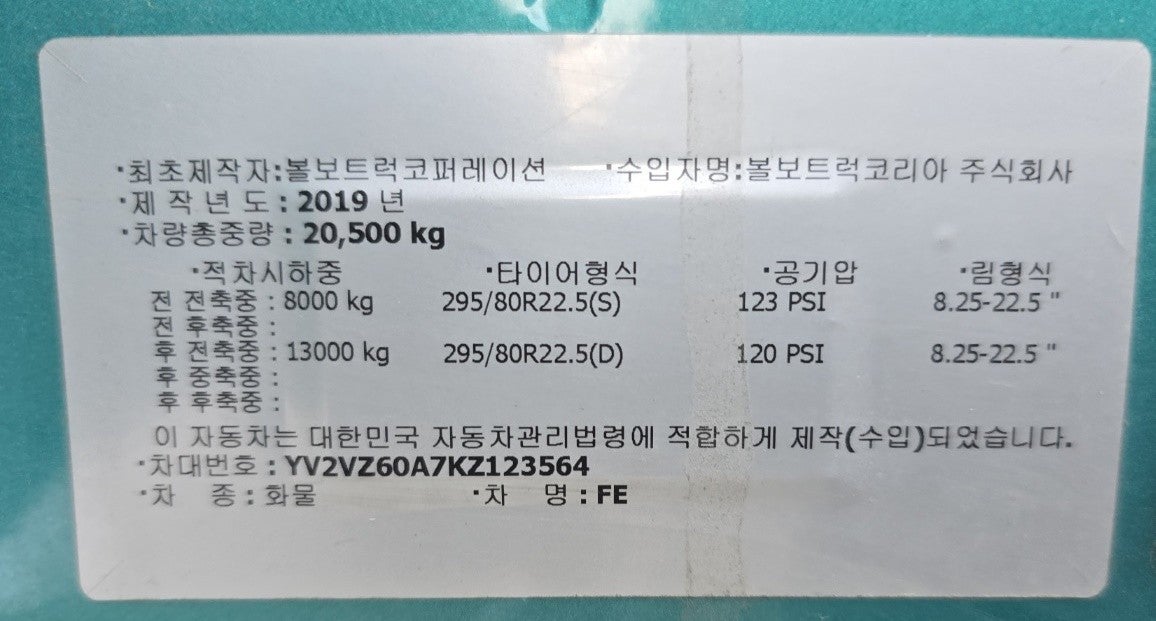 ·최초제작자:볼보트럭코퍼레이션 ·수입자명:볼보트럭코리아 주식회사
·제 작 년 도 : 2019 년
·차량총중량 : 20,500 kg
·적차시하중 ·타이어형식 ·공기압 ·림형식
전 전축중 : 8000 kg 295/80R22.5(S) 123 PSI 8.25-22.5 "
전 후축중 :
후 전축중 : 13000 kg 295/80R22.5(D) 120 PSI 8.25-22.5 "
후 중축중 :
후 후축중 :
이 자동차는 대한민국 자동차관리법령에 적합하게 제작(수입)되었습니다.
·차대번호 : YV2VZ60A7KZ123564
·차 종 : 화물 ·차 명 : FE